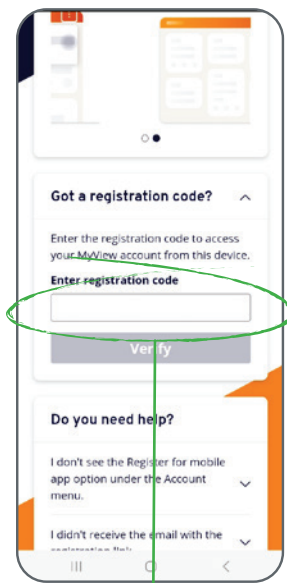 Got a registration code?
Enter the registration code to access
your MyView account from this device.
Enter registration code
Verify
Do you need help?
I don't see the Register for mobile
app option under the Account
menu.
I didn't receive the email with the
registration link